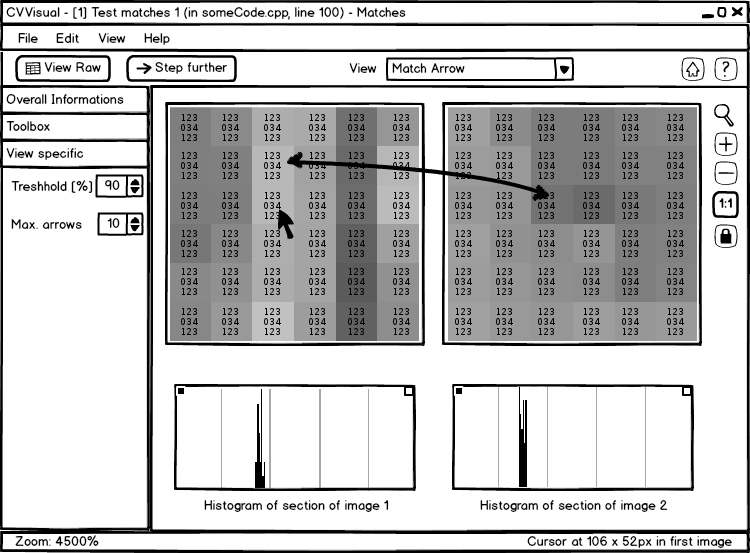 CVVisual - [1] Test matches 1 (in someCode.cpp, line 100) - Matches
File Edit View Help
View Raw Step further View Match Arrow ?
Overall Informations
Toolbox
View specific
Treshhold [%] 90
Max. arrows 10
123 123 123 123 123 123
034 034 034 034 034 034
123 123 123 123 123 123
123 123 123 123 123 123
034 034 034 034 034 034
123 123 123 123 123 123
123 123 123 123 123 123
034 034 034 034 034 034
123 123 123 123 123 123
123 123 123 123 123 123
034 034 034 034 034 034
123 123 123 123 123 123
123 123 123 123 123 123
034 034 034 034 034 034
123 123 123 123 123 123
123 123 123 123 123 123
034 034 034 034 034 034
123 123 123 123 123 123
123 123 123 123 123 123
034 034 034 034 034 034
123 123 123 123 123 123
123 123 123 123 123 123
034 034 034 034 034 034
123 123 123 123 123 123
123 123 123 123 123 123
034 034 034 034 034 034
123 123 123 123 123 123
123 123 123 123 123 123
034 034 034 034 034 034
123 123 123 123 123 123
123 123 123 123 123 123
034 034 034 034 034 034
123 123 123 123 123 123
123 123 123 123 123 123
034 034 034 034 034 034
123 123 123 123 123 123
1:1
Histogram of section of image 1
Histogram of section of image 2
Zoom: 4500% Cursor at 106 x 52px in first image